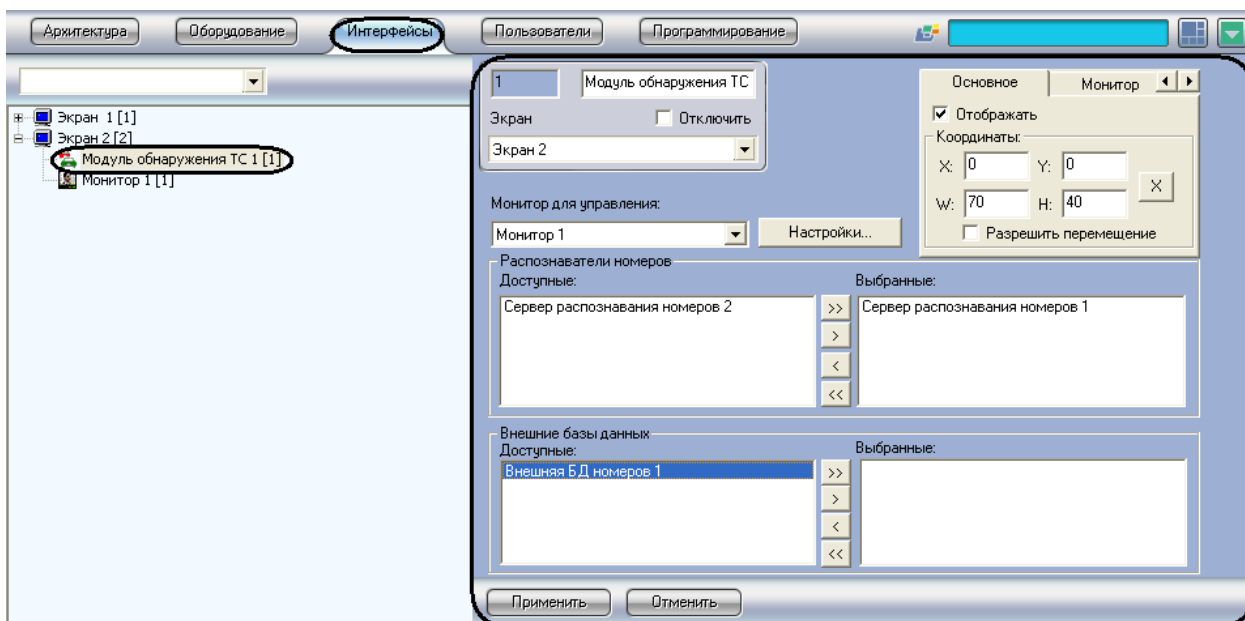 Архитектура Оборудование Интерфейсы Пользователи Программирование
Экран 1 [1]
Экран 2 [2]
Модуль обнаружения ТС 1 [1]
Монитор 1 [1]
1 Модуль обнаружения ТС
Экран Отключить
Экран 2
Основное Монитор
Отображать
Координаты:
X: 0 Y: 0
W: 70 H: 40
X
Разрешить перемещение
Монитор для управления:
Монитор 1 Настройки...
Распознаватели номеров
Доступные: Выбранные:
Сервер распознавания номеров 2 >> Сервер распознавания номеров 1
>
<
<<
Внешние базы данных
Доступные: Выбранные:
Внешняя БД номеров 1 >>
>
<
<<
Применить Отменить